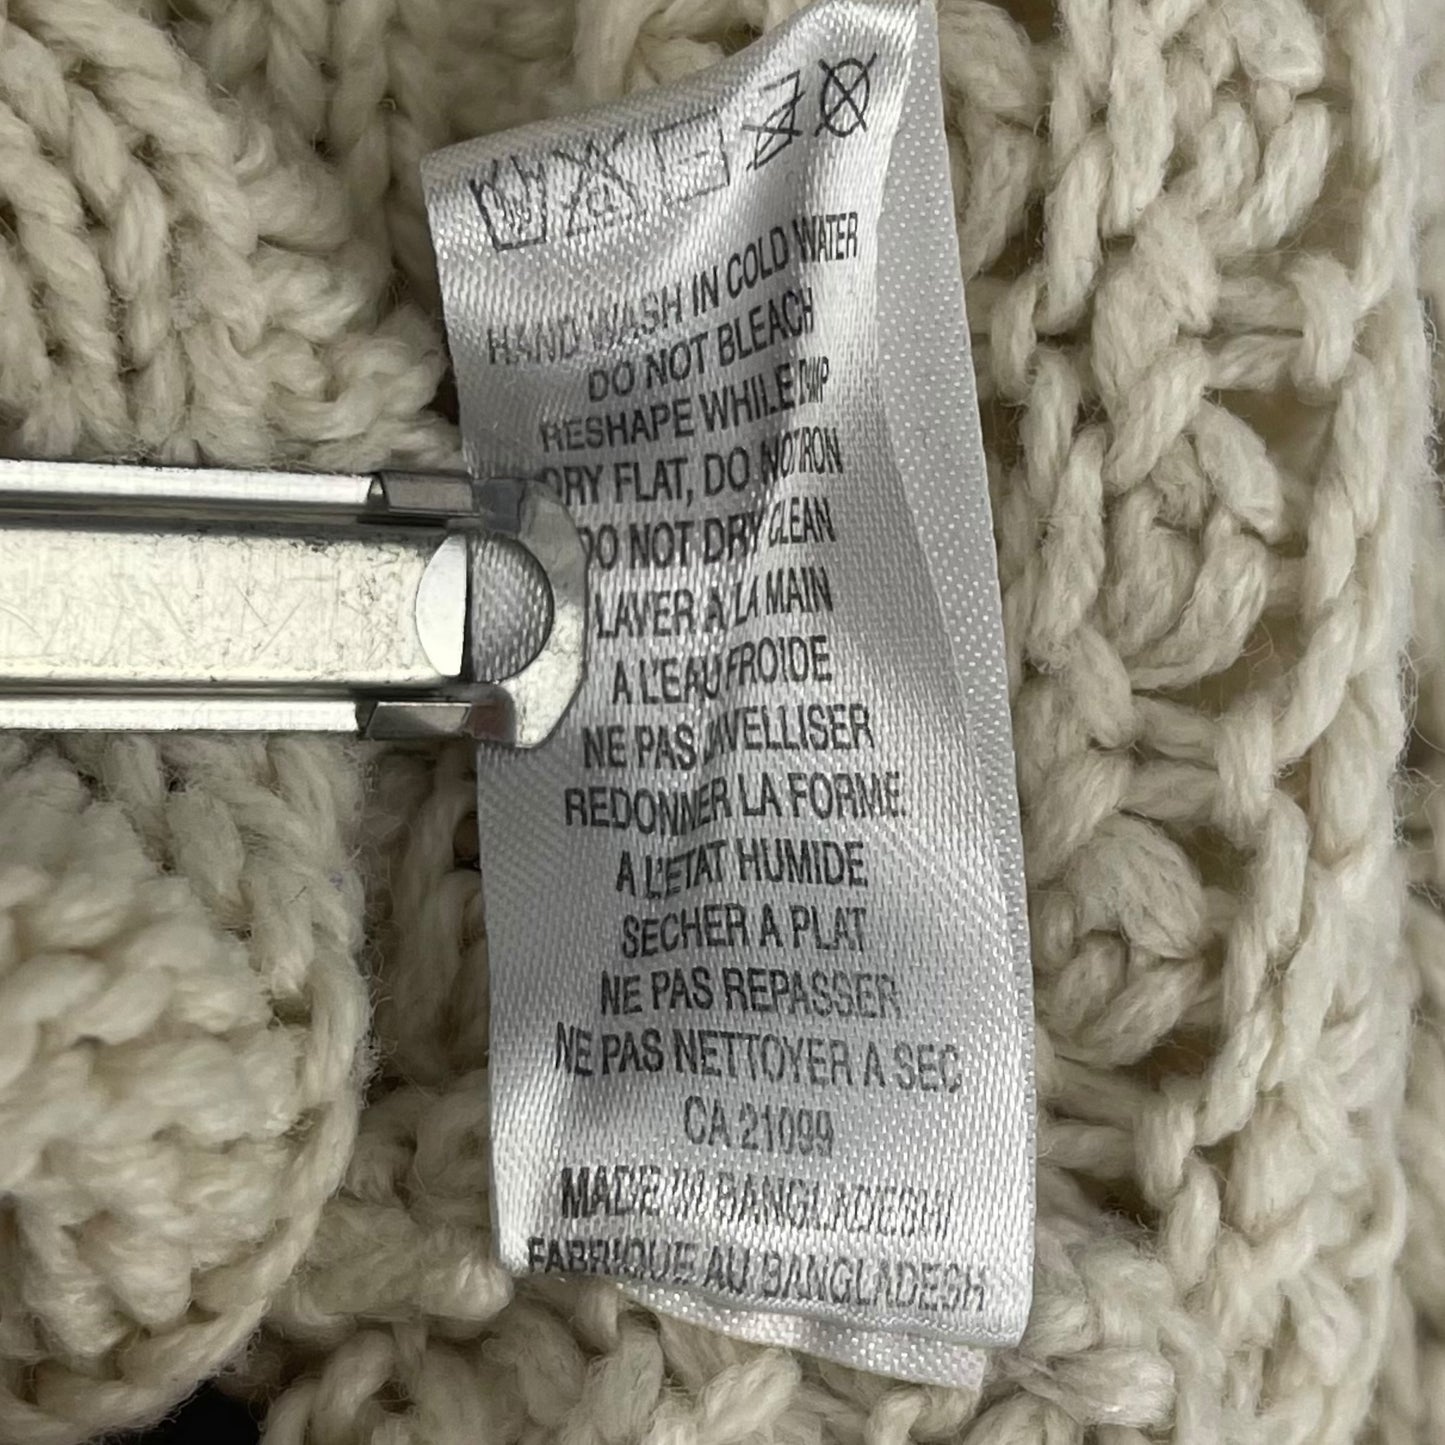 HAND WASH IN COLD WATER
DO NOT BLEACH
RESHAPE WHILE DAMP
DRY FLAT, DO NOT IRON
DO NOT DRY CLEAN
LAVER A LA MAIN
A L'EAU FROIDE
NE PAS JAVELLISER
REDONNER LA FORME
A L'ETAT HUMIDE
SECHER A PLAT
NE PAS REPASSER
NE PAS NETTOYER A SEC
CA 21099
MADE IN BANGLADESH
FABRIQUE AU BANGLADESH